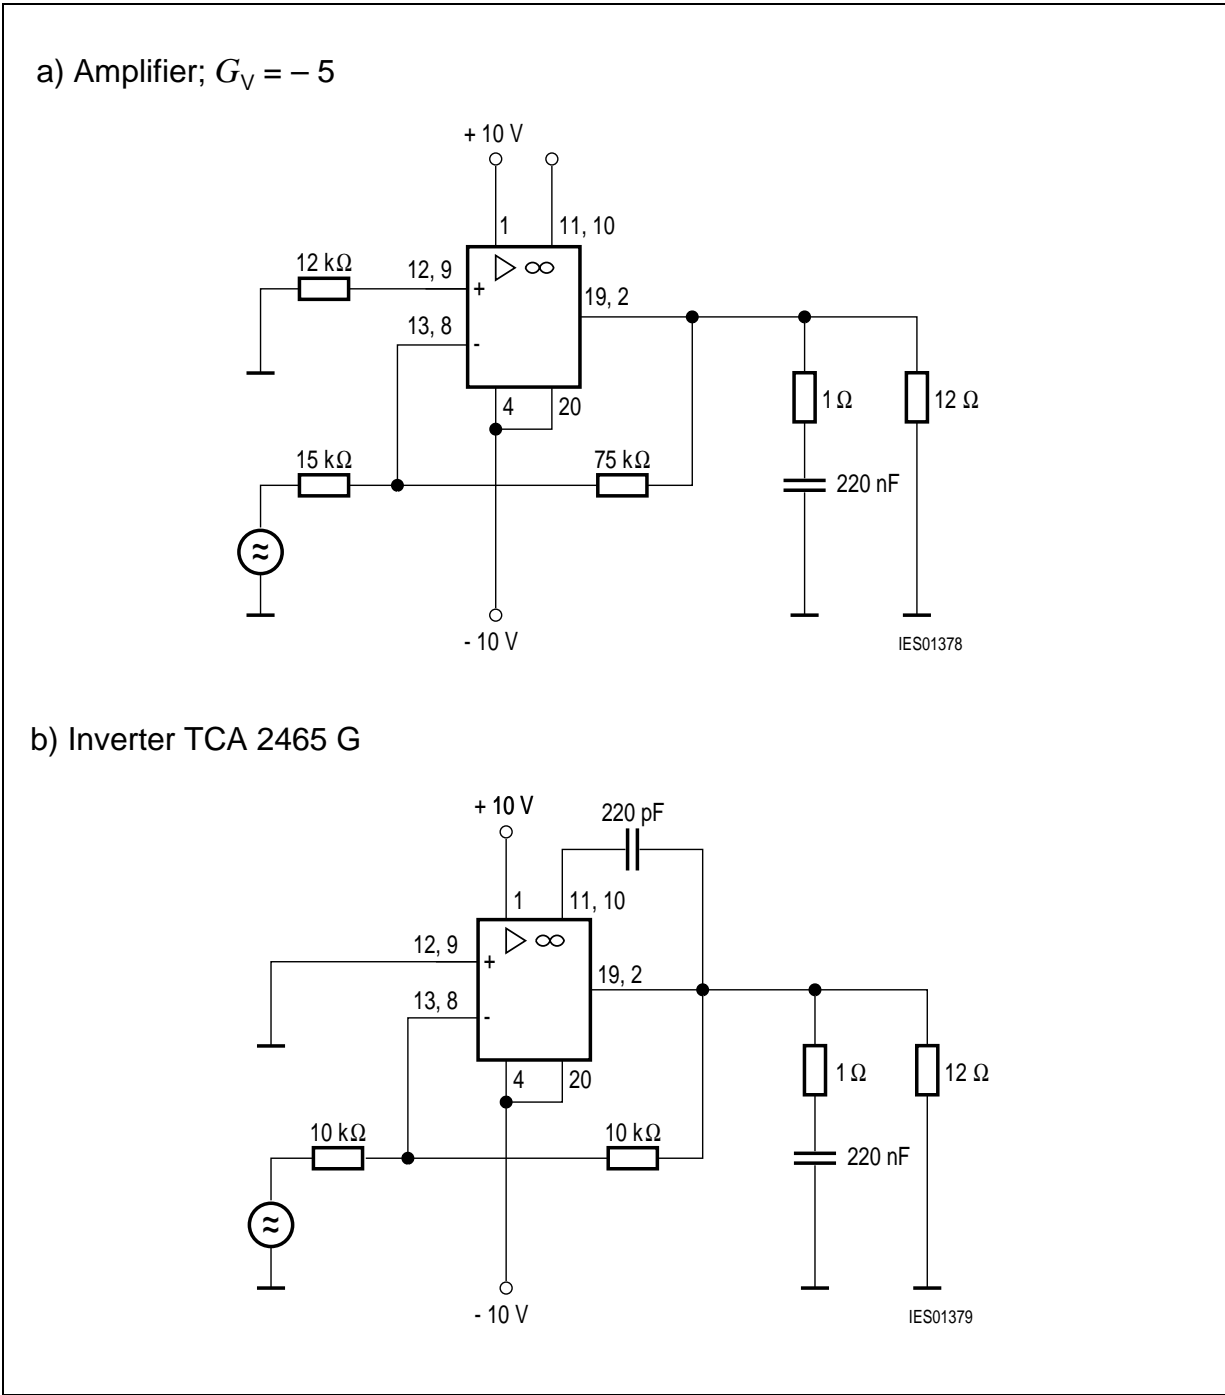 a) Amplifier; G_V = – 5
+ 10 V
1
11, 10
12 kΩ
12, 9
+
19, 2
13, 8
-
4
20
1 Ω
12 Ω
15 kΩ
75 kΩ
220 nF
- 10 V
IES01378
b) Inverter TCA 2465 G
+ 10 V
220 pF
1
11, 10
12, 9
+
19, 2
13, 8
-
4
20
1 Ω
12 Ω
10 kΩ
10 kΩ
220 nF
- 10 V
IES01379